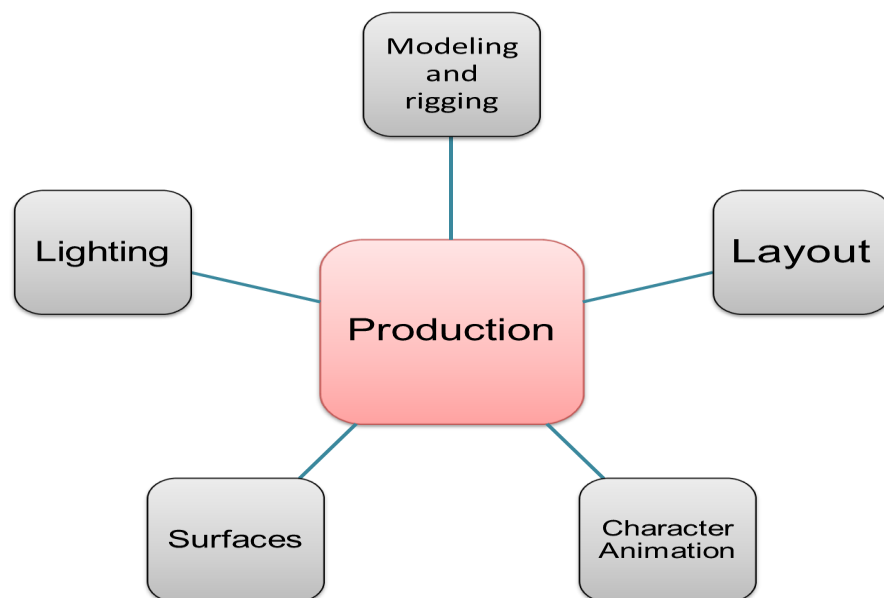 Modeling
and
rigging
Lighting
Layout
Production
Surfaces
Character
Animation